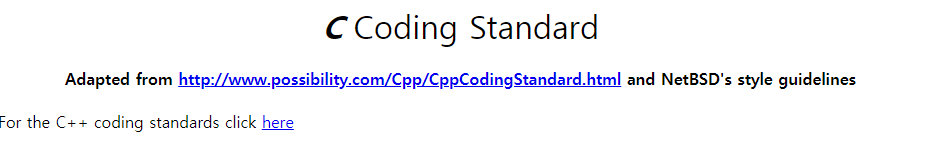 C Coding Standard
Adapted from http://www.possibility.com/Cpp/CppCodingStandard.html and NetBSD's style guidelines
For the C++ coding standards click here